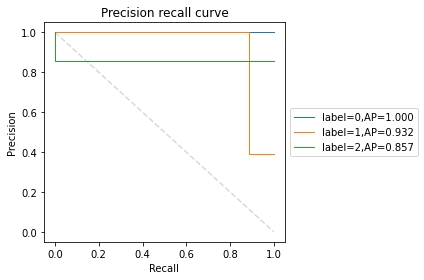 Precision recall curve
1.0
0.8
0.6
0.4
0.2
0.0
Precision
0.0 0.2 0.4 0.6 0.8 1.0
Recall
label=0,AP=1.000
label=1,AP=0.932
label=2,AP=0.857